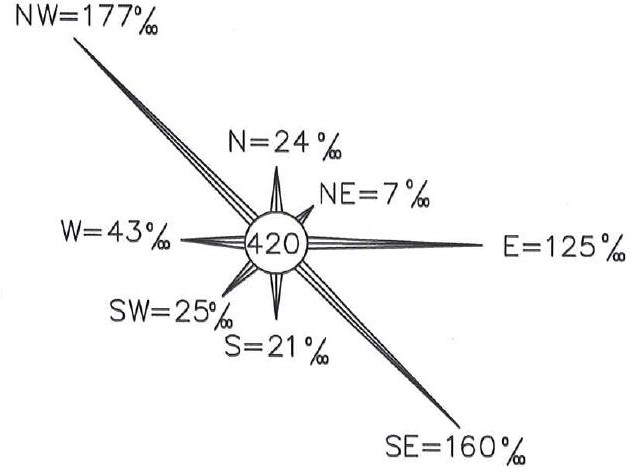 NW=177‰
N=24‰
NE=7‰
W=43‰
420
E=125‰
SW=25‰
S=21‰
SE=160‰